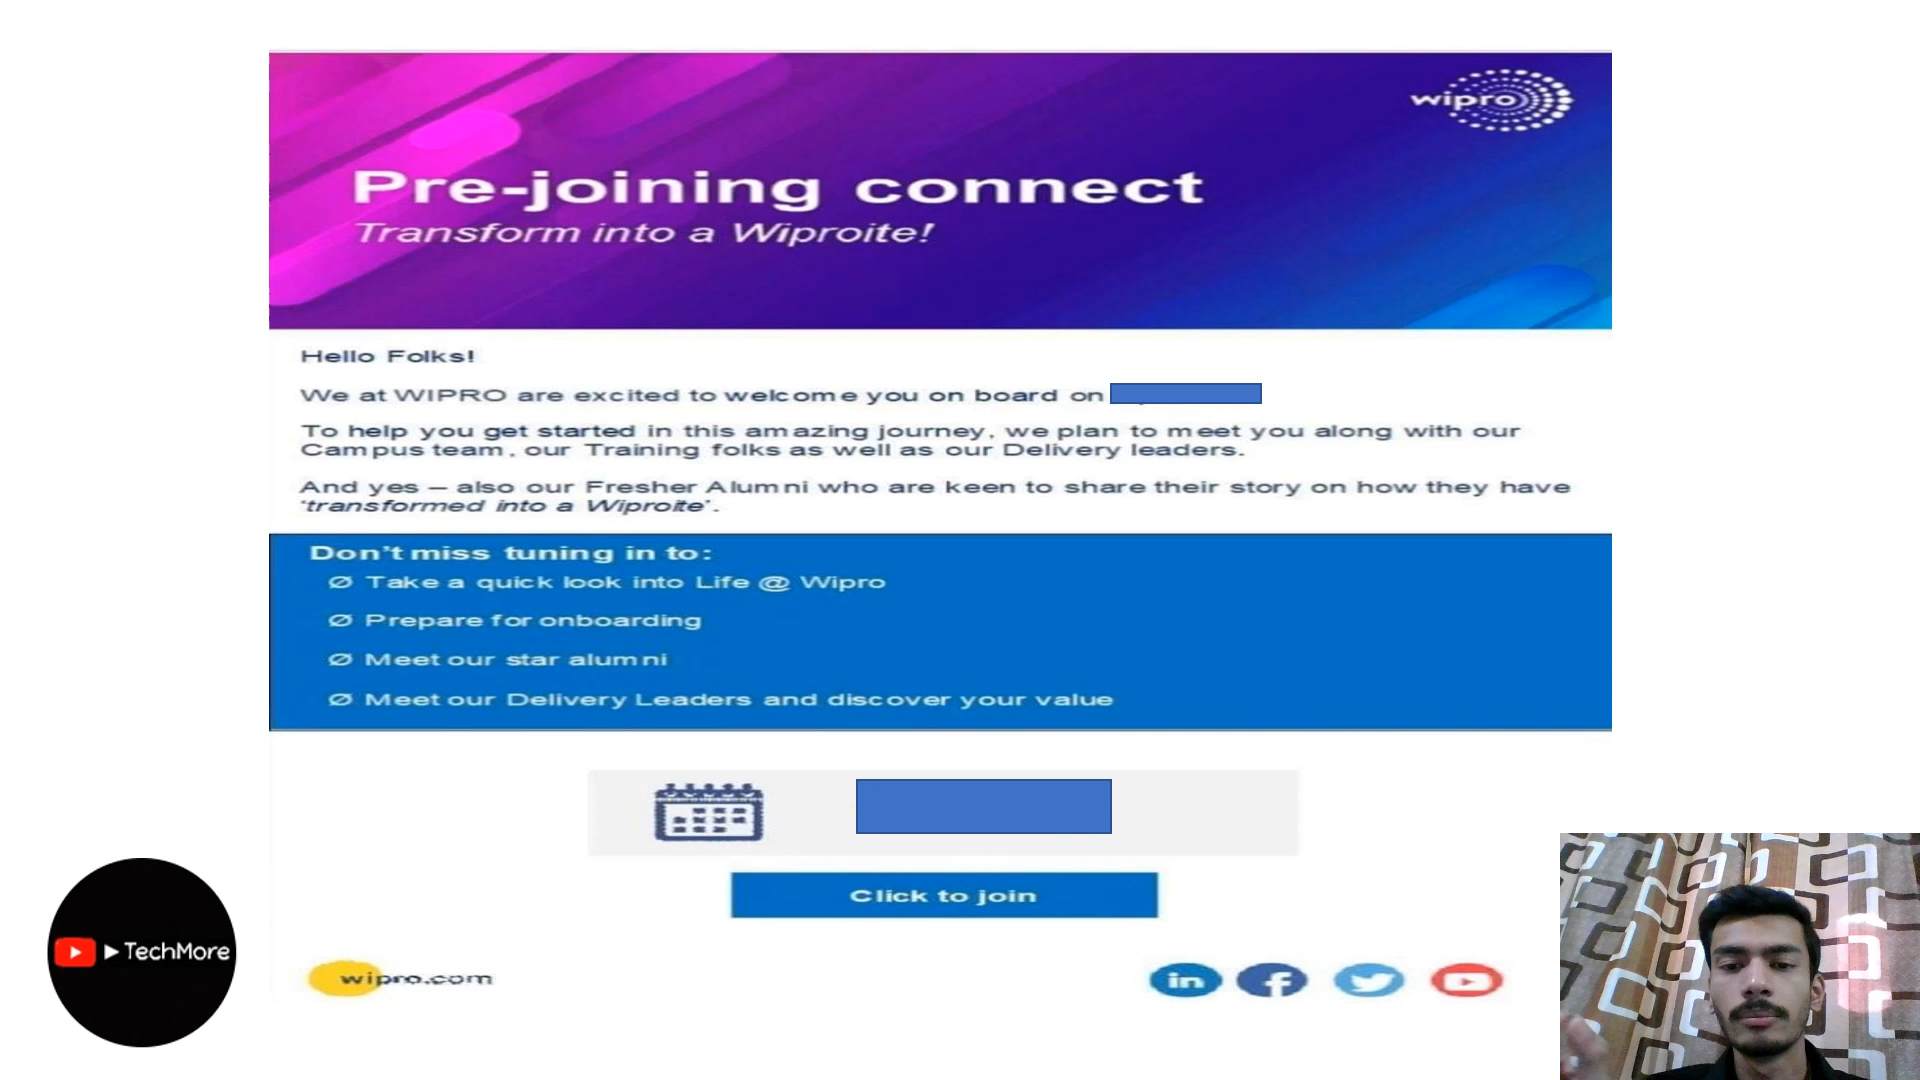 wipro
Pre-joining connect
Transform into a Wiproite!
Hello Folks!
We at WIPRO are excited to welcome you on board on
To help you get started in this amazing journey, we plan to meet you along with our
Campus team, our Training folks as well as our Delivery leaders.
And yes – also our Fresher Alumni who are keen to share their story on how they have
‘transformed into a Wiproite’.
Don't miss tuning in to:
Ø Take a quick look into Life @ Wipro
Ø Prepare for onboarding
Ø Meet our star alumni
Ø Meet our Delivery Leaders and discover your value
Click to join
TechMore
wipro.com
in f